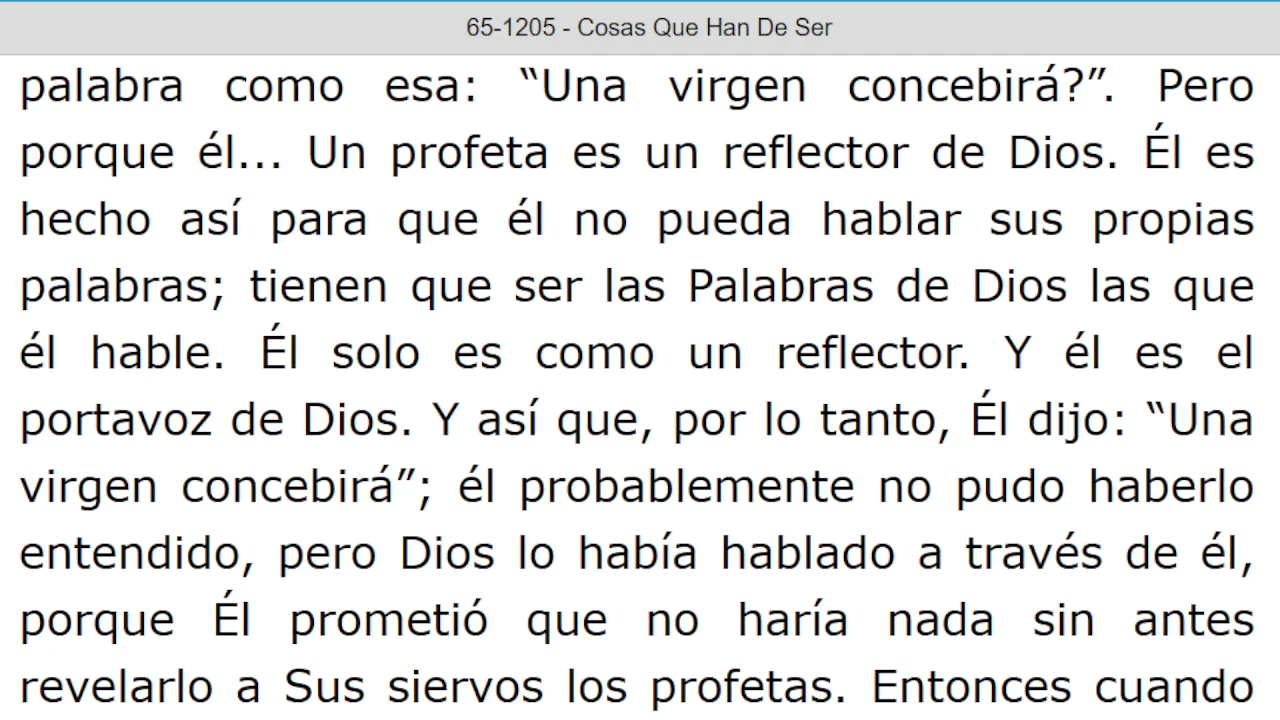 65-1205 - Cosas Que Han De Ser
palabra como esa: “Una virgen concebirá?”. Pero
porque él... Un profeta es un reflector de Dios. Él es
hecho así para que él no pueda hablar sus propias
palabras; tienen que ser las Palabras de Dios las que
él hable. Él solo es como un reflector. Y él es el
portavoz de Dios. Y así que, por lo tanto, Él dijo: “Una
virgen concebirá”; él probablemente no pudo haberlo
entendido, pero Dios lo había hablado a través de él,
porque Él prometió que no haría nada sin antes
revelarlo a Sus siervos los profetas. Entonces cuando